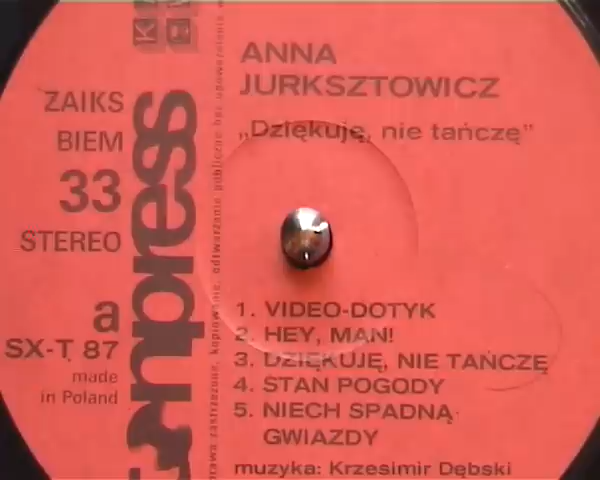 ANNA
JURKSZTOWICZ
„Dziękuję, nie tańczę”
ZAIKS
BIEM
33
STEREO
a
SX-T 87
made
in Poland
1. VIDEO-DOTYK
2. HEY, MAN!
3. DZIĘKUJĘ, NIE TAŃCZĘ
4. STAN POGODY
5. NIECH SPADNĄ
GWIAZDY
muzyka: Krzesimir Dębski